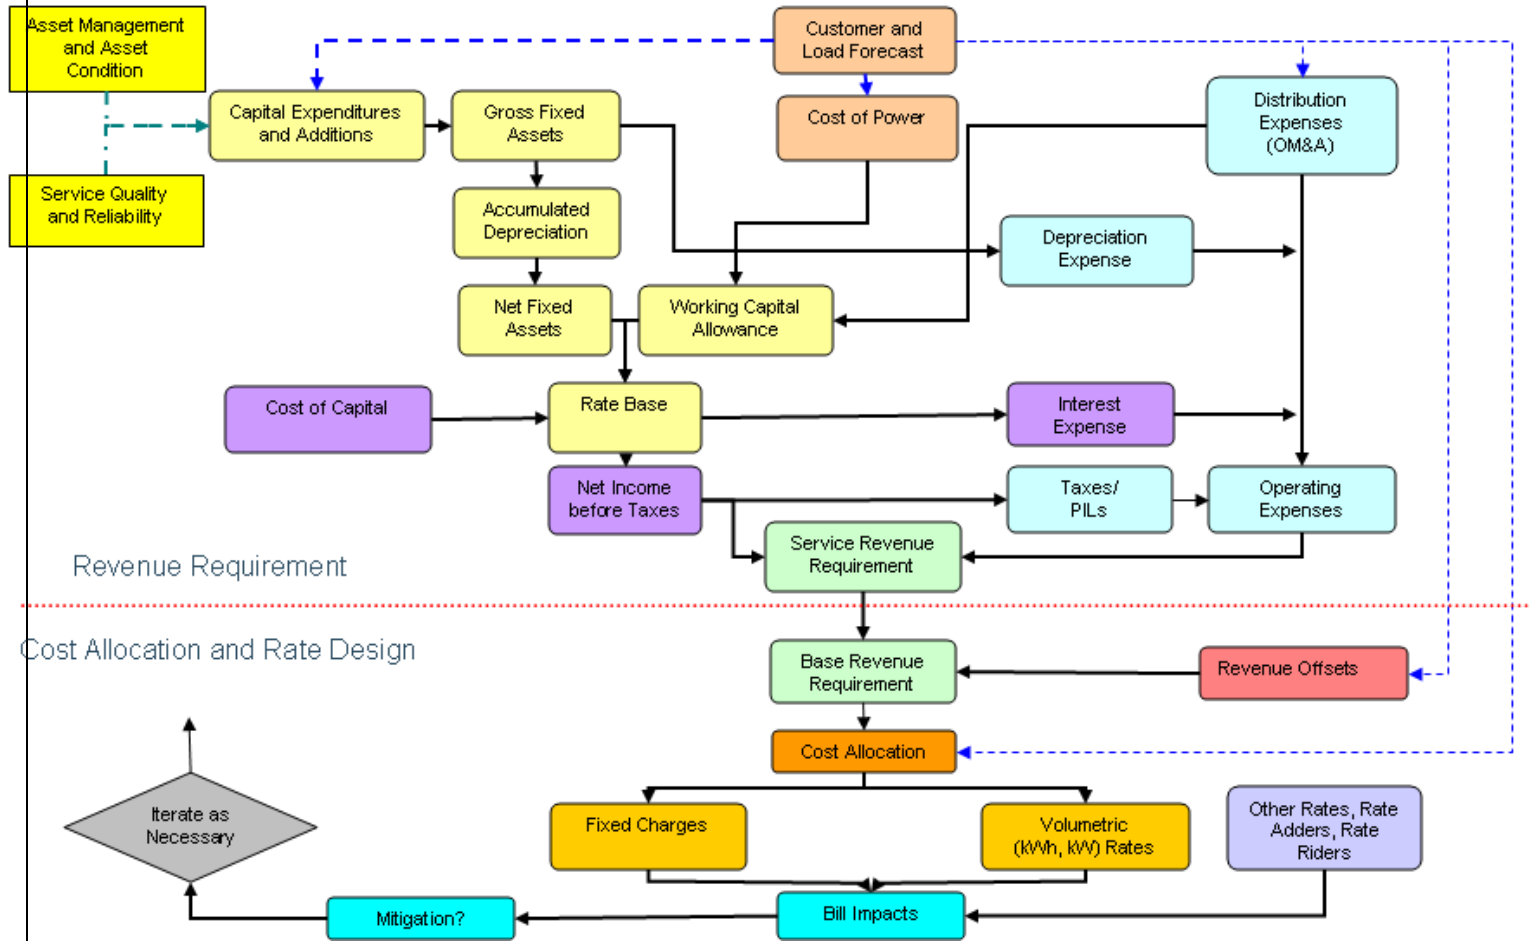 Asset Management
and Asset
Condition
Customer and
Load Forecast
Capital Expenditures
and Additions
Gross Fixed
Assets
Cost of Power
Distribution
Expenses
(OM&A)
Service Quality
and Reliability
Accumulated
Depreciation
Depreciation
Expense
Net Fixed
Assets
Working Capital
Allowance
Cost of Capital
Rate Base
Interest
Expense
Net Income
before Taxes
Taxes/
PILs
Operating
Expenses
Service Revenue
Requirement
Revenue Requirement
Cost Allocation and Rate Design
Base Revenue
Requirement
Revenue Offsets
Cost Allocation
Iterate as
Necessary
Fixed Charges
Volumetric
(kWh, kW) Rates
Other Rates, Rate
Adders, Rate
Riders
Mitigation?
Bill Impacts